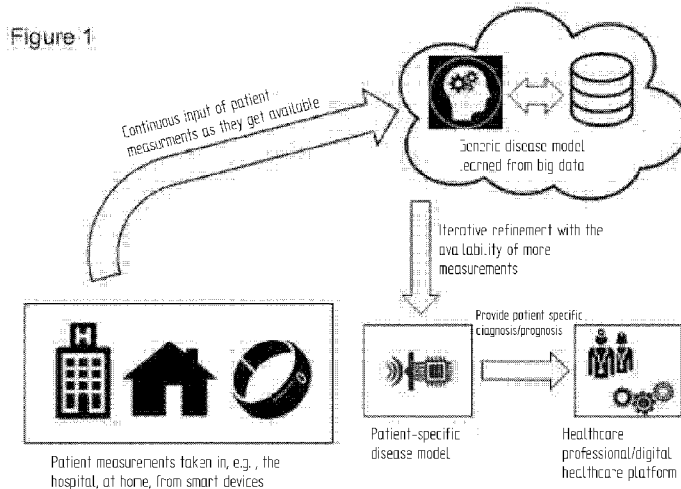 Figure 1
Continuous input of patient
measurments as they get available
Generic disease model
Learned from big data
Iterative refinement with the
availability of more
measurements
Provide patient specific
diagnosis/prognosis
H
Patient-specific
disease model
Healthcare
professional/digital
healthcare platform
Patient measurements taken in, e.g. , the
hospital, at home, from smart devices